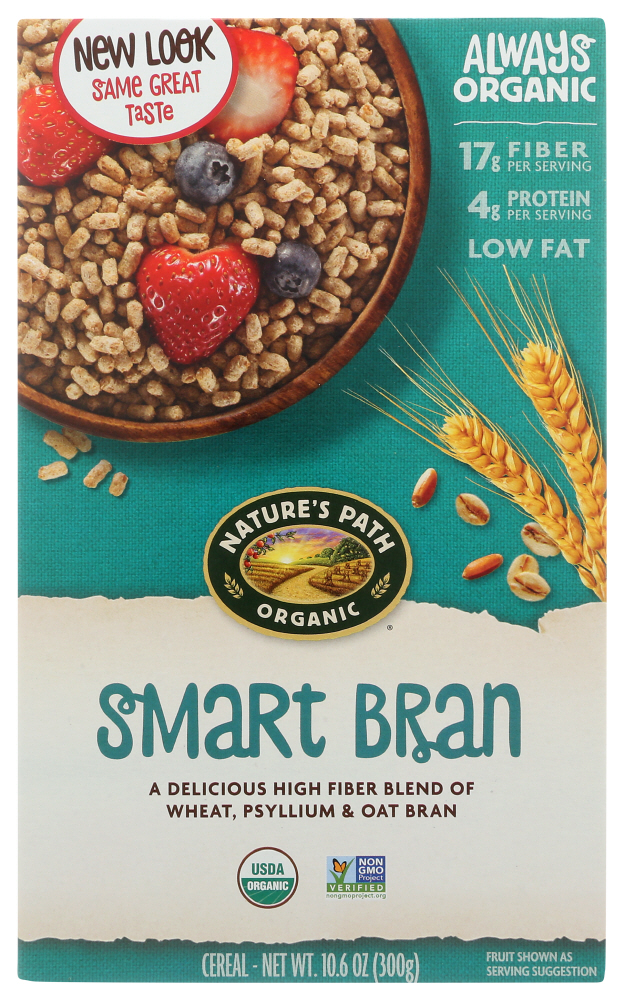 NEW LOOK
SAME GREAT
TASTE
ALWAYS
ORGANIC
17g FIBER
PER SERVING
4g PROTEIN
PER SERVING
LOW FAT
NATURE'S PATH
ORGANIC
®
SMART BRAN
A DELICIOUS HIGH FIBER BLEND OF
WHEAT, PSYLLIUM & OAT BRAN
USDA
ORGANIC
NON
GMO
Project
VERIFIED
nongmoproject.org
CEREAL - NET WT. 10.6 OZ (300g)
FRUIT SHOWN AS
SERVING SUGGESTION